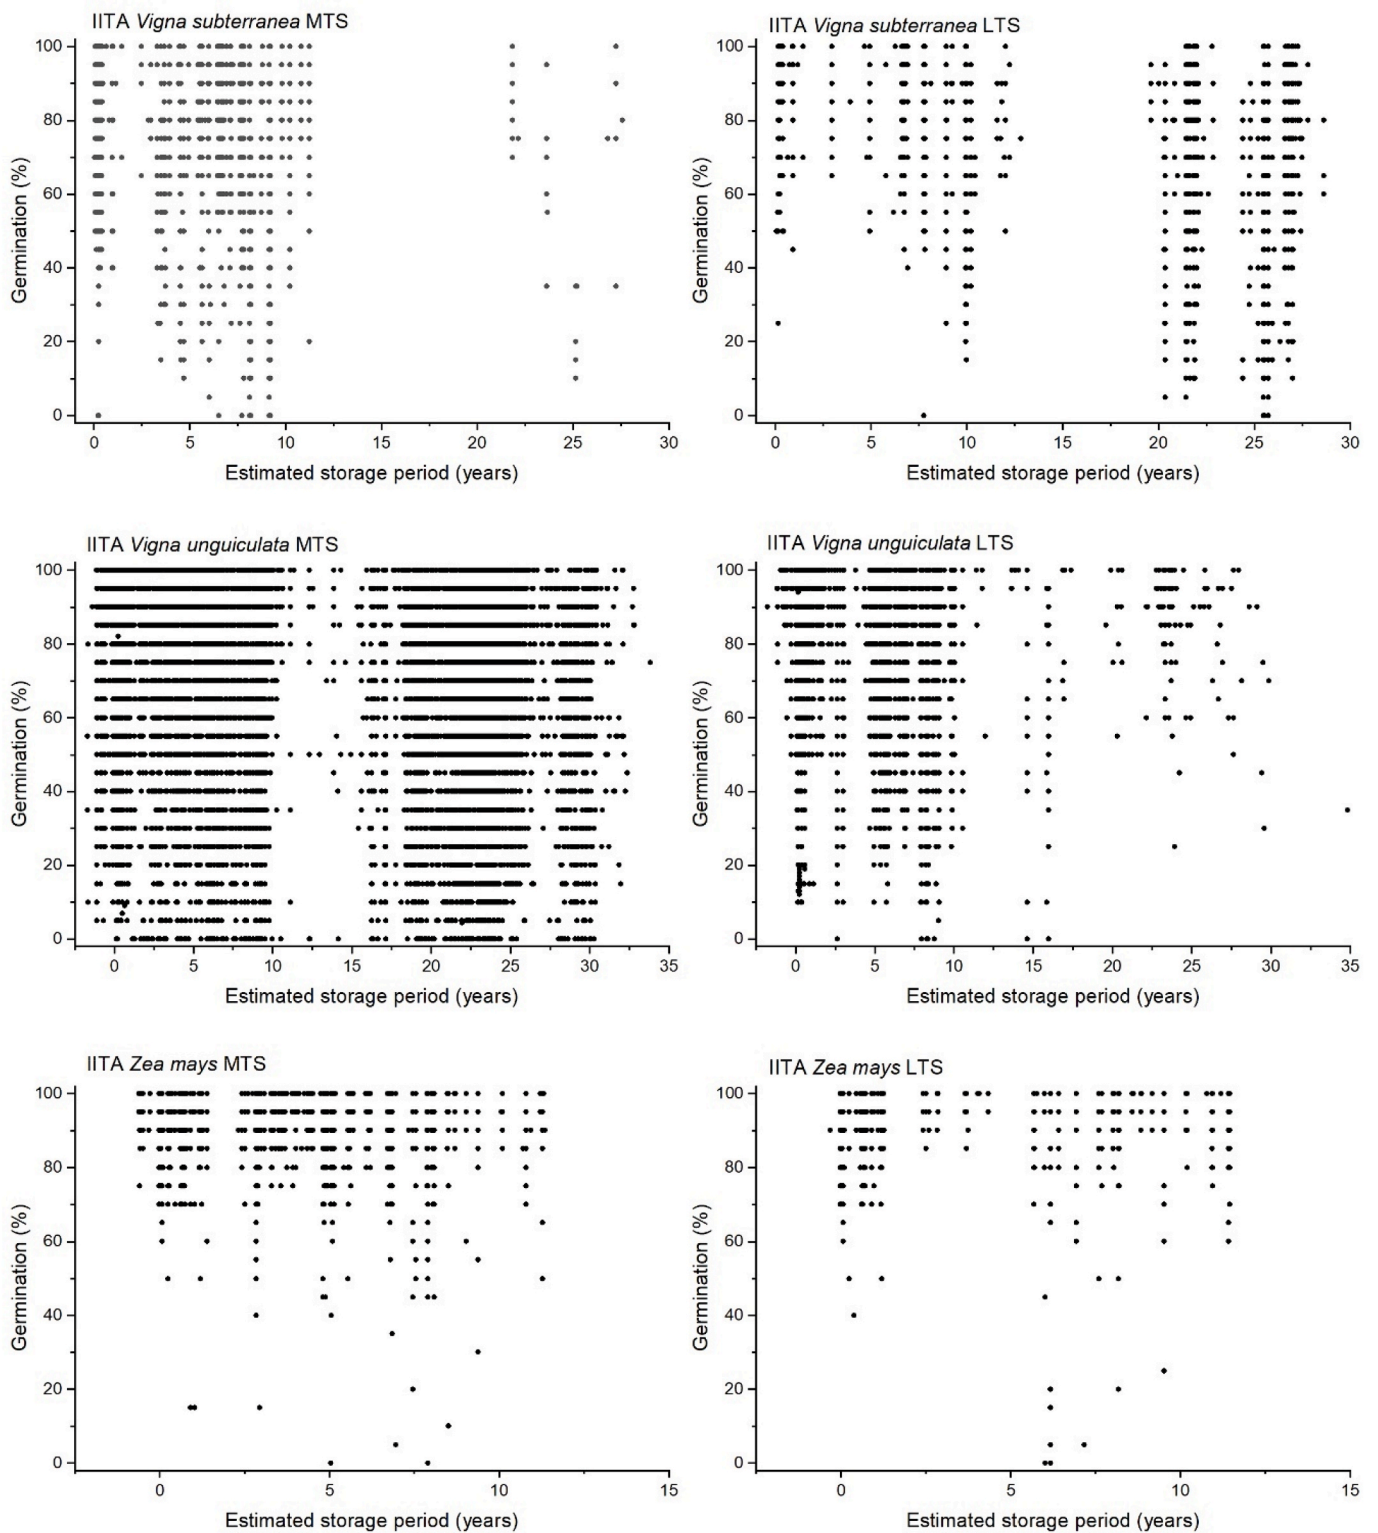 IITA Vigna subterranea MTS
100
80
60
40
20
0
Germination (%)
0 5 10 15 20 25 30
Estimated storage period (years)
IITA Vigna subterranea LTS
100
80
60
40
20
0
Germination (%)
0 5 10 15 20 25 30
Estimated storage period (years)
IITA Vigna unguiculata MTS
100
80
60
40
20
0
Germination (%)
0 5 10 15 20 25 30 35
Estimated storage period (years)
IITA Vigna unguiculata LTS
100
80
60
40
20
0
Germination (%)
0 5 10 15 20 25 30 35
Estimated storage period (years)
IITA Zea mays MTS
100
80
60
40
20
0
Germination (%)
0 5 10 15
Estimated storage period (years)
IITA Zea mays LTS
100
80
60
40
20
0
Germination (%)
0 5 10 15
Estimated storage period (years)